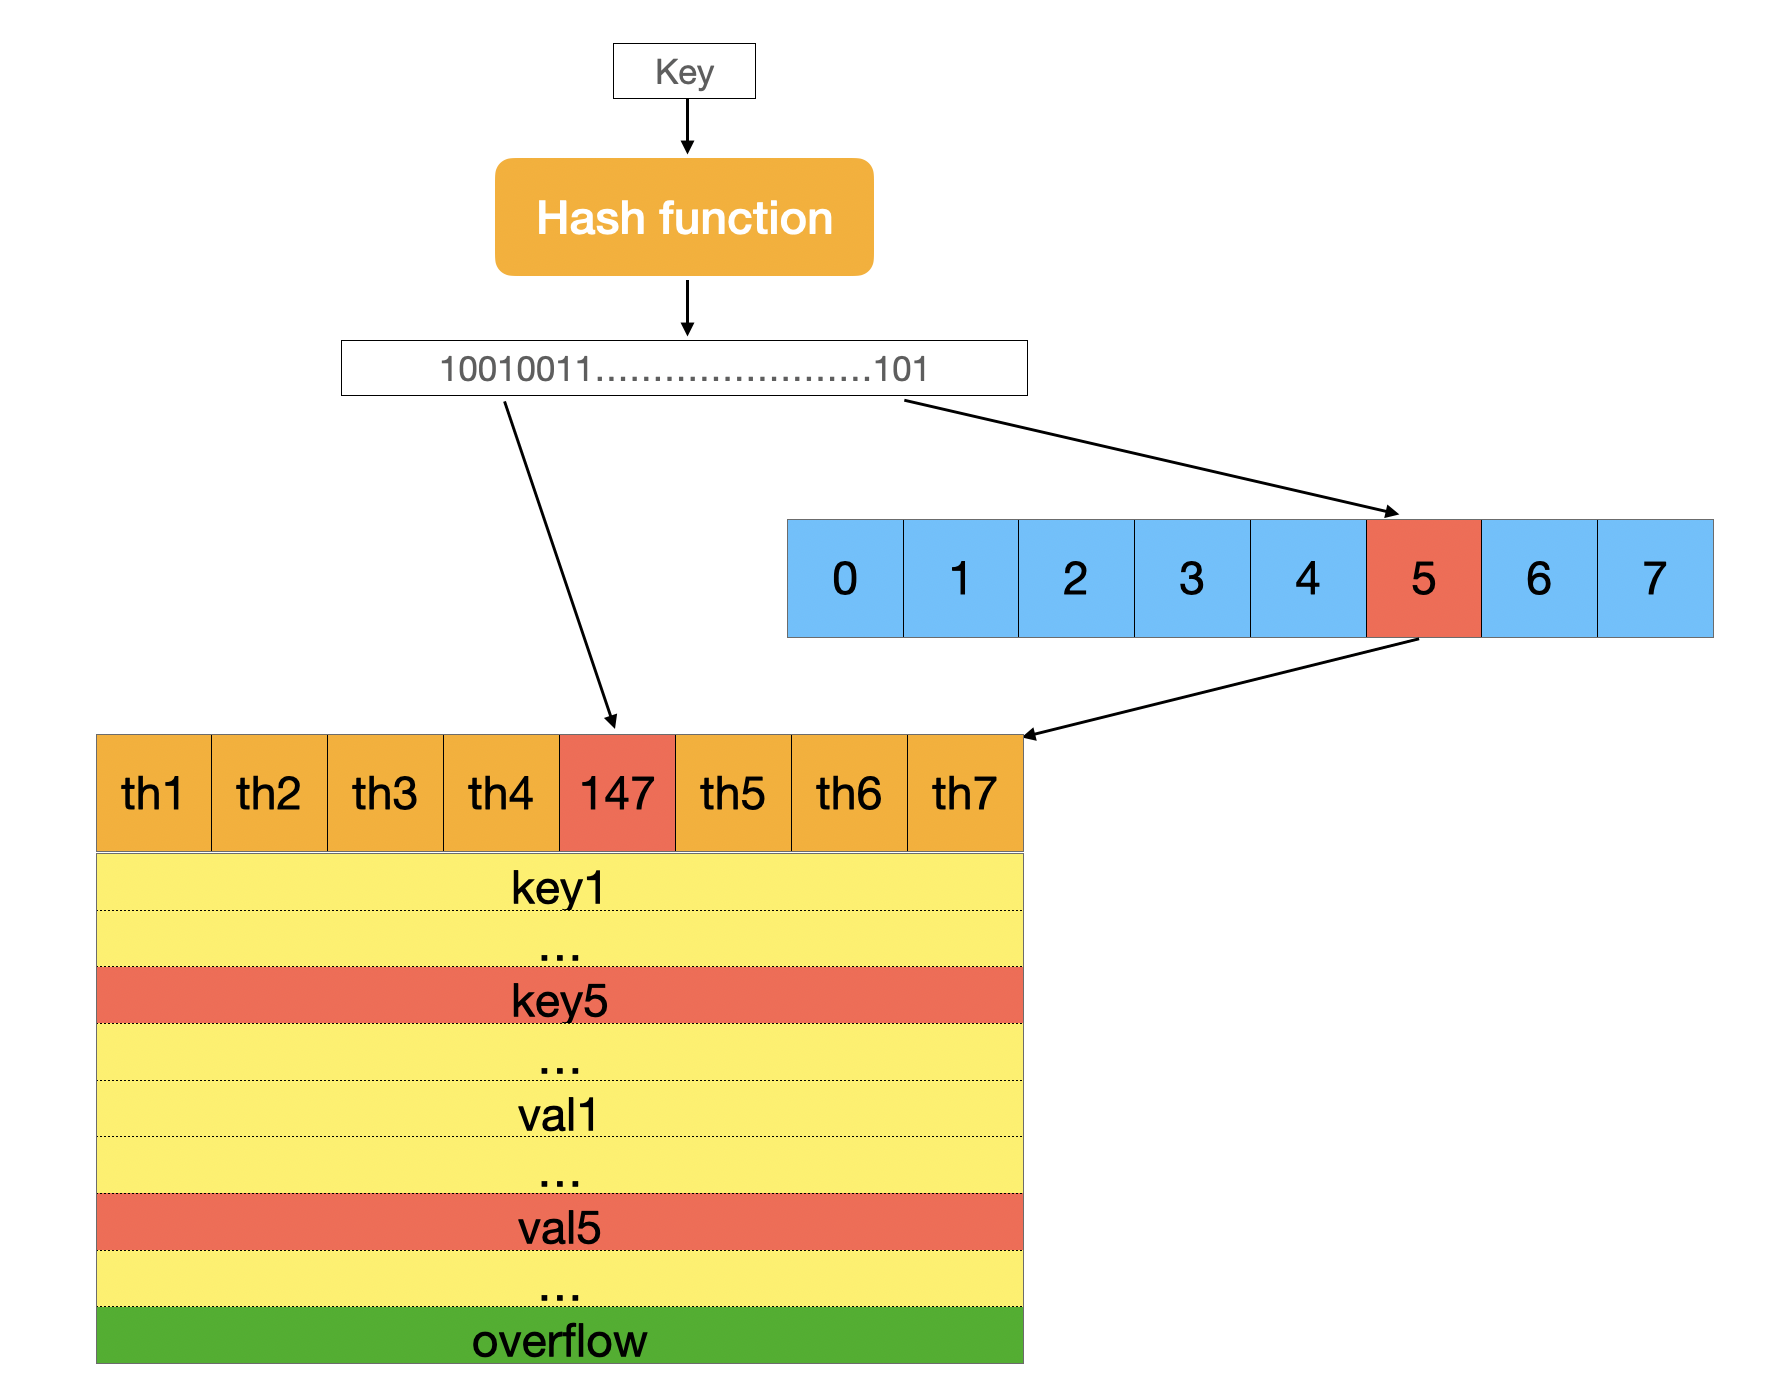 Key
Hash function
10010011........................101
0 1 2 3 4 5 6 7
th1 th2 th3 th4 147 th5 th6 th7
key1
...
key5
...
val1
...
val5
...
overflow